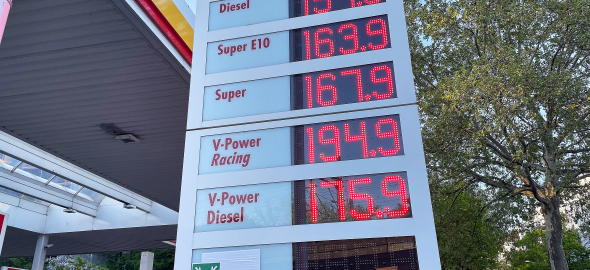 Diesel
Super E10 163.9
Super 167.9
V-Power
Racing 194.9
V-Power
Diesel 175.9